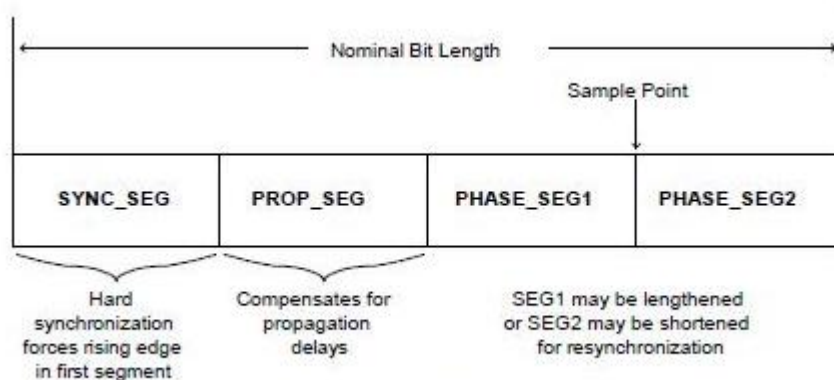 Nominal Bit Length
Sample Point
SYNC_SEG
PROP_SEG
PHASE_SEG1
PHASE_SEG2
Hard
synchronization
forces rising edge
in first segment
Compensates for
propagation
delays
SEG1 may be lengthened
or SEG2 may be shortened
for resynchronization